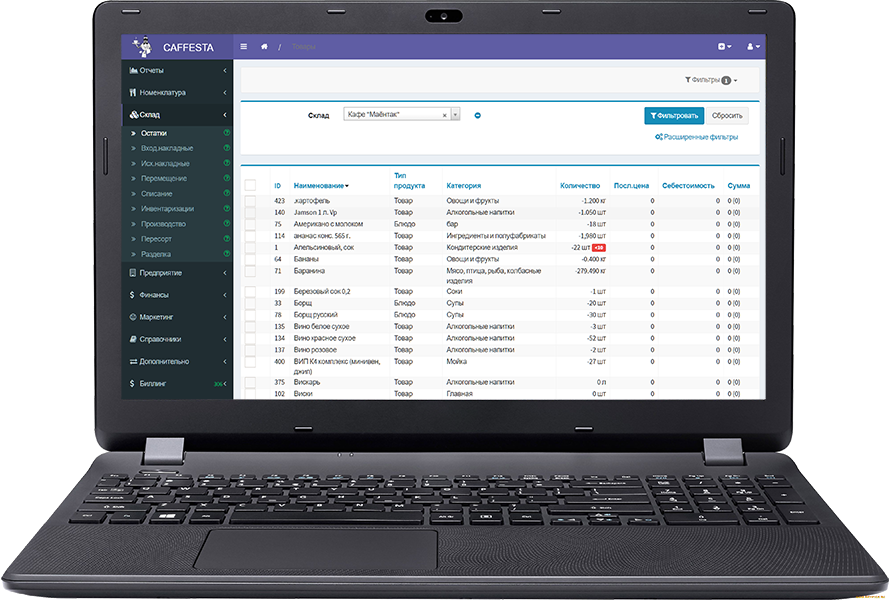 CAFFESTA
Товары
Отчеты
Номенклатура
Склад
Остатки
Вход.накладные
Исх.накладные
Перемещение
Списание
Инвентаризации
Производство
Пересорт
Разделка
Предприятие
$ Финансы
Маркетинг
Справочники
Дополнительно
$ Биллинг
Фильтры 1
Склад Кафе "Маёнтак" × Фильтровать Сбросить
Расширенные фильтры
ID Наименование Тип продукта Категория Количество Посл.цена Себестоимость Сумма
423 .картофель Товар Овощи и фрукты -1.200 кг 0 0 0 (0)
140 Jamson 1 л. Vp Товар Алкогольные напитки -1.050 шт 0 0 0 (0)
75 Американо с молоком Блюдо бар -18 шт 0 0 0 (0)
114 ананас конс. 565 г. Товар Ингредиенты и полуфабрикаты -1,980 шт 0 0 0 (0)
1 Апельсиновый, сок Товар Кондитерские изделия -22 шт <30 0 0 0 (0)
64 Бананы Товар Овощи и фрукты -0.400 кг 0 0 0 (0)
71 Баранина Товар Мясо, птица, рыба, колбасные -279,490 кг 0 0 0 (0)
изделия
199 Березовый сок 0,2 Товар Соки -1 шт 0 0 0 (0)
33 Борщ Блюдо Супы -20 шт 0 0 0 (0)
78 Борщ русский Блюдо Супы -30 шт 0 0 0 (0)
135 Вино белое сухое Товар Алкогольные напитки -3 шт 0 0 0 (0)
134 Вино красное сухое Товар Алкогольные напитки -52 шт 0 0 0 (0)
137 Вино розовое Товар Алкогольные напитки -2 шт 0 0 0 (0)
400 ВИП К4 комплекс (минивен, Товар Мойка -27 шт 0 0 0 (0)
джип)
375 Вискарь Товар Алкогольные напитки 0 л 0 0 0 (0)
102 Виски Товар Главная 0 шт 0 0 0 (0)